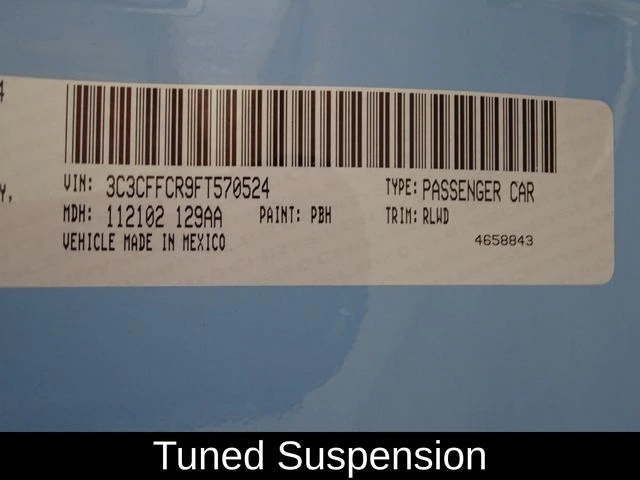 4
Y,
VIN: 3C3CFFCR9FT570524 TYPE: PASSENGER CAR
MDH: 112102 129AA PAINT: PBH TRIM: RLWD
VEHICLE MADE IN MEXICO 4658843
Tuned Suspension